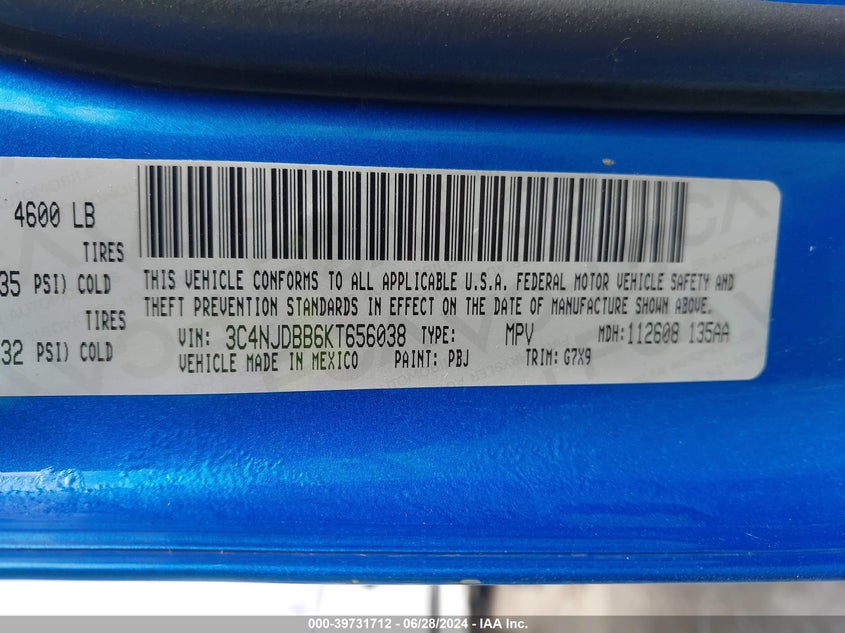 4600 LB
TIRES
35 PSI) COLD
TIRES
32 PSI) COLD
THIS VEHICLE CONFORMS TO ALL APPLICABLE U.S.A. FEDERAL MOTOR VEHICLE SAFETY AND
THEFT PREVENTION STANDARDS IN EFFECT ON THE DATE OF MANUFACTURE SHOWN ABOVE.
VIN: 3C4NJDBB6KT656038 TYPE: MPV MDH: 112608 135AA
VEHICLE MADE IN MEXICO PAINT: PBJ TRIM: G7X9
000-39731712 - 06/28/2024 - IAA Inc.